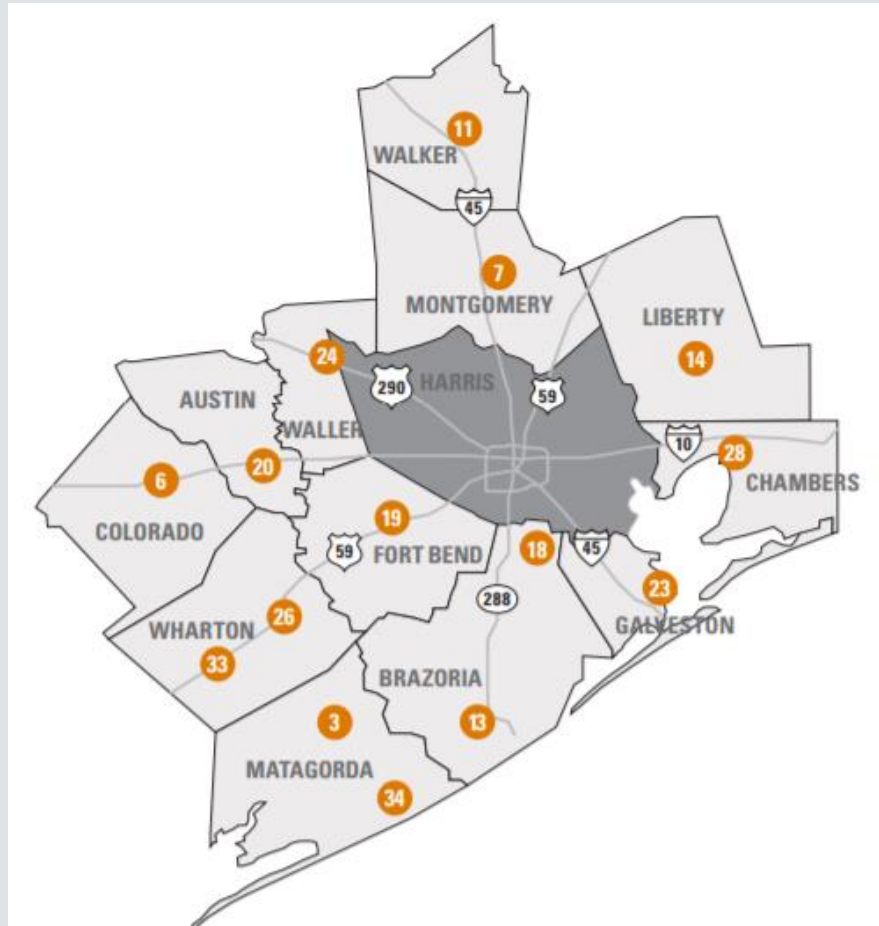 11
WALKER
45
7
MONTGOMERY
LIBERTY
14
24
290
HARRIS
59
AUSTIN
WALLER
10
28
CHAMBERS
6
20
COLORADO
19
59
FORT BEND
18
45
23
GALVESTON
288
26
WHARTON
33
BRAZORIA
3
13
MATAGORDA
34